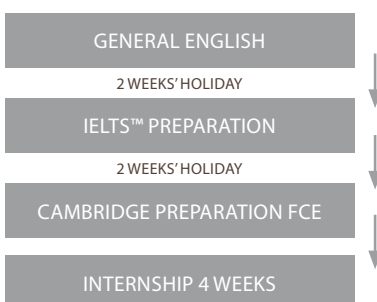 GENERAL ENGLISH
2 WEEKS' HOLIDAY
IELTS™ PREPARATION
2 WEEKS' HOLIDAY
CAMBRIDGE PREPARATION FCE
INTERNSHIP 4 WEEKS